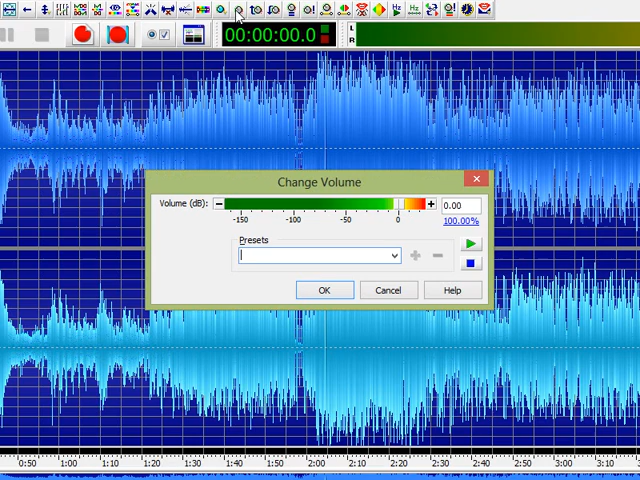 Hz
Hz
00:00:00.0
L
R
Change Volume
Volume (dB):
0.00
-150
-100
-50
0
100.00%
Presets
OK
Cancel
Help
0:50
1:00
1:10
1:20
1:30
1:40
1:50
2:00
2:10
2:20
2:30
2:40
2:50
3:00
3:10